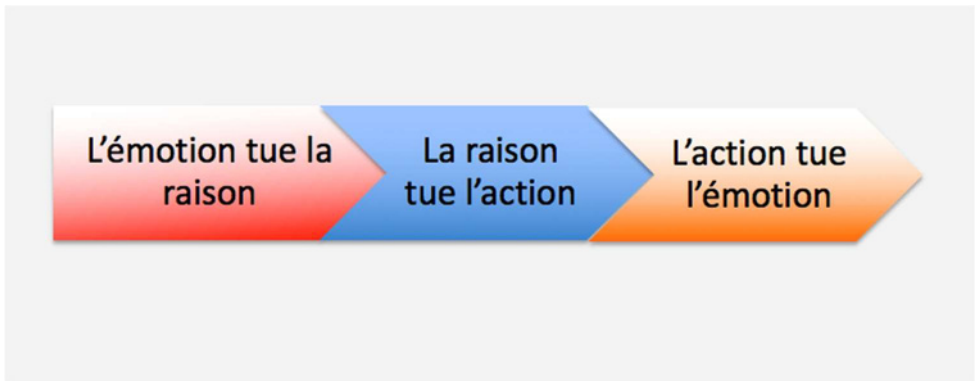 L’émotion tue la
raison
La raison
tue l’action
L’action tue
l’émotion